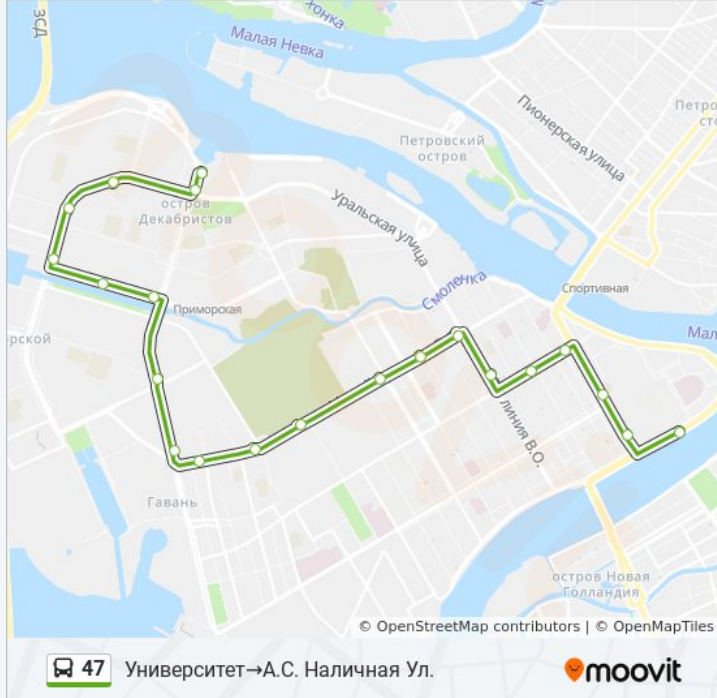 ЗСД
Малая Невка
Пионерская улица
Петровский
остров
Уральская улица
остров
Декабристов
Смоленка
Спортивная
Приморская
линия В.О.
Гавань
остров Новая
Голландия
© OpenStreetMap contributors | © OpenMapTiles
47 Университет→А.С. Наличная Ул.
moovit